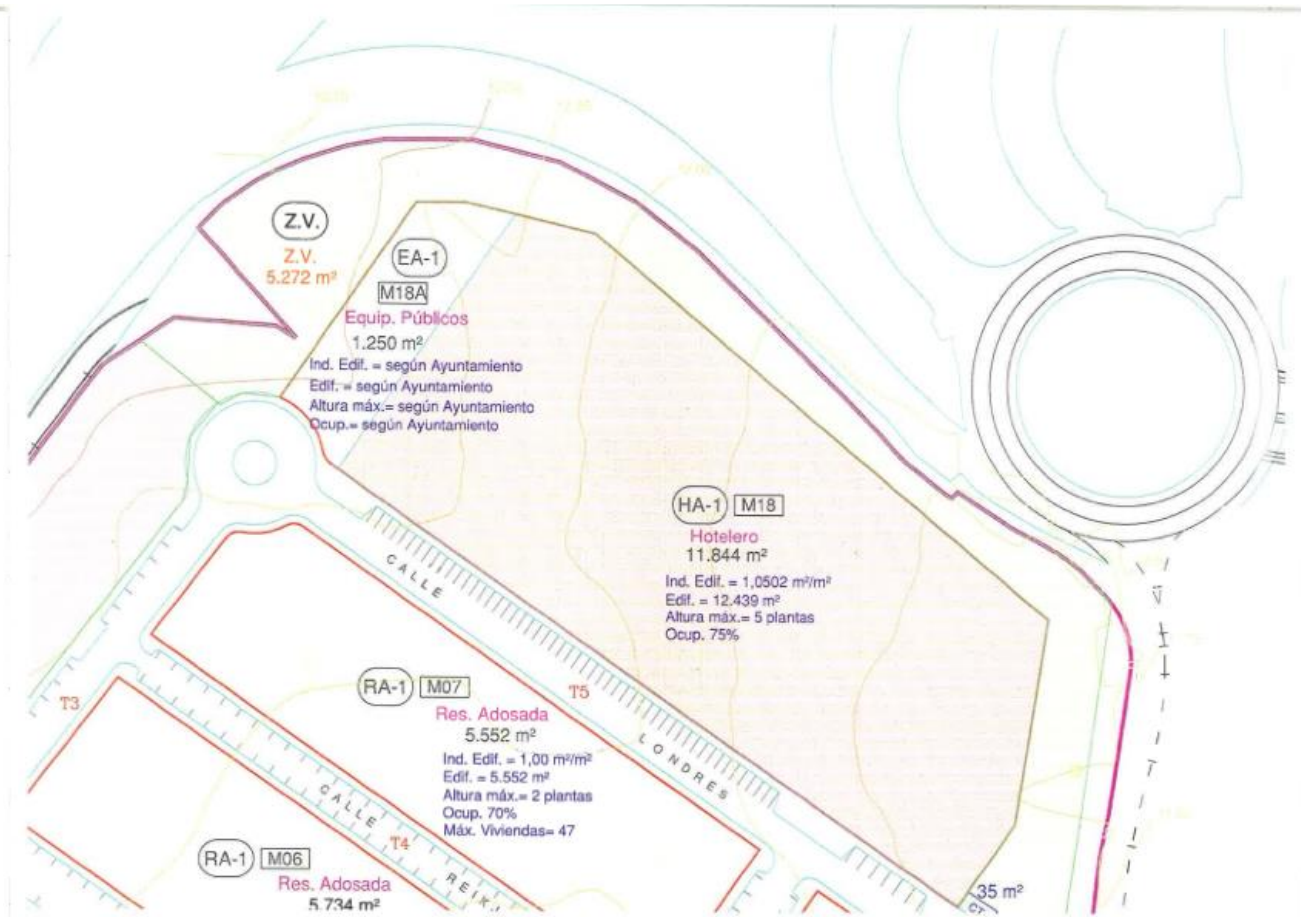 Z.V.
Z.V.
5.272 m²
EA-1
M18A
Equip. Públicos
1.250 m²
Ind. Edif. = según Ayuntamiento
Edif. = según Ayuntamiento
Altura máx.= según Ayuntamiento
Ocup.= según Ayuntamiento
HA-1 M18
Hotelero
11.844 m²
Ind. Edif. = 1,0502 m²/m²
Edif. = 12.439 m²
Altura máx.= 5 plantas
Ocup. 75%
CALLE
LONDRES
T5
T3
RA-1 M07
Res. Adosada
5.552 m²
Ind. Edif. = 1,00 m²/m²
Edif. = 5.552 m²
Altura máx.= 2 plantas
Ocup. 70%
Máx. Viviendas= 47
CALLE
T4
RA-1 M06
Res. Adosada
5.734 m²
35 m²
CT